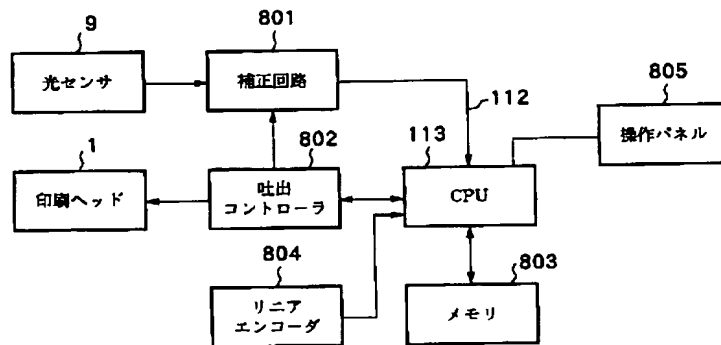 9
光センサ
801
補正回路
112
805
操作パネル
1
印刷ヘッド
802
吐出
コントローラ
113
CPU
804
リニア
エンコーダ
803
メモリ